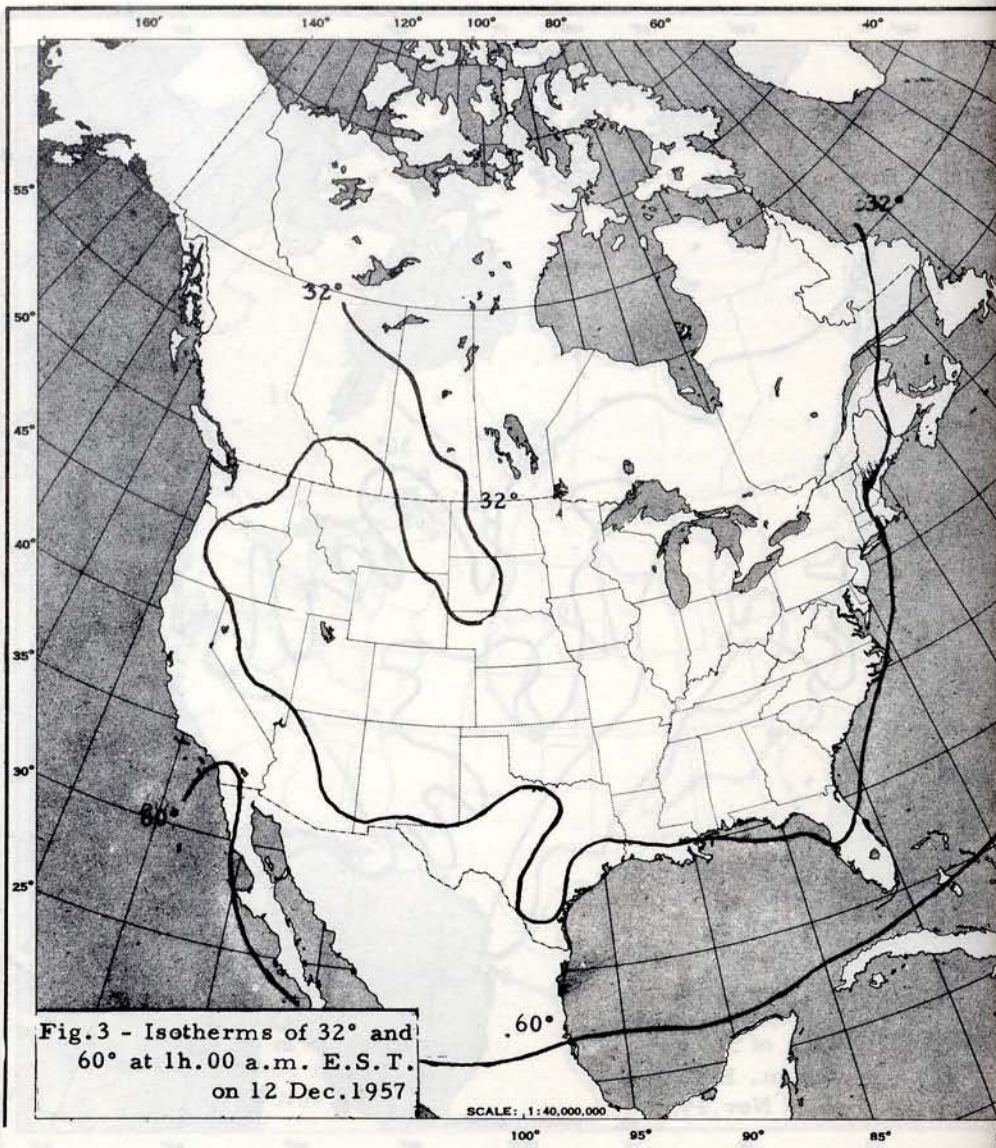 160° 140° 120° 100° 80° 60° 40°
55°
50°
45°
40°
35°
30°
25°
32°
32°
32°
60°
60°
Fig.3 - Isotherms of 32° and
60° at 1h.00 a.m. E.S.T.
on 12 Dec.1957
SCALE: 1:40,000,000
100° 95° 90° 85°